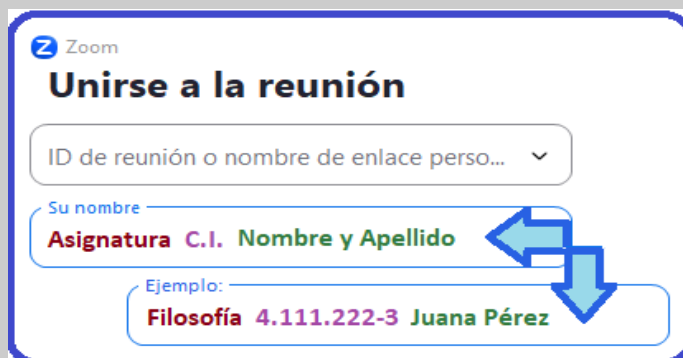 Zoom
Unirse a la reunión
ID de reunión o nombre de enlace perso...
Su nombre
Asignatura C.I. Nombre y Apellido
Ejemplo:
Filosofía 4.111.222-3 Juana Pérez